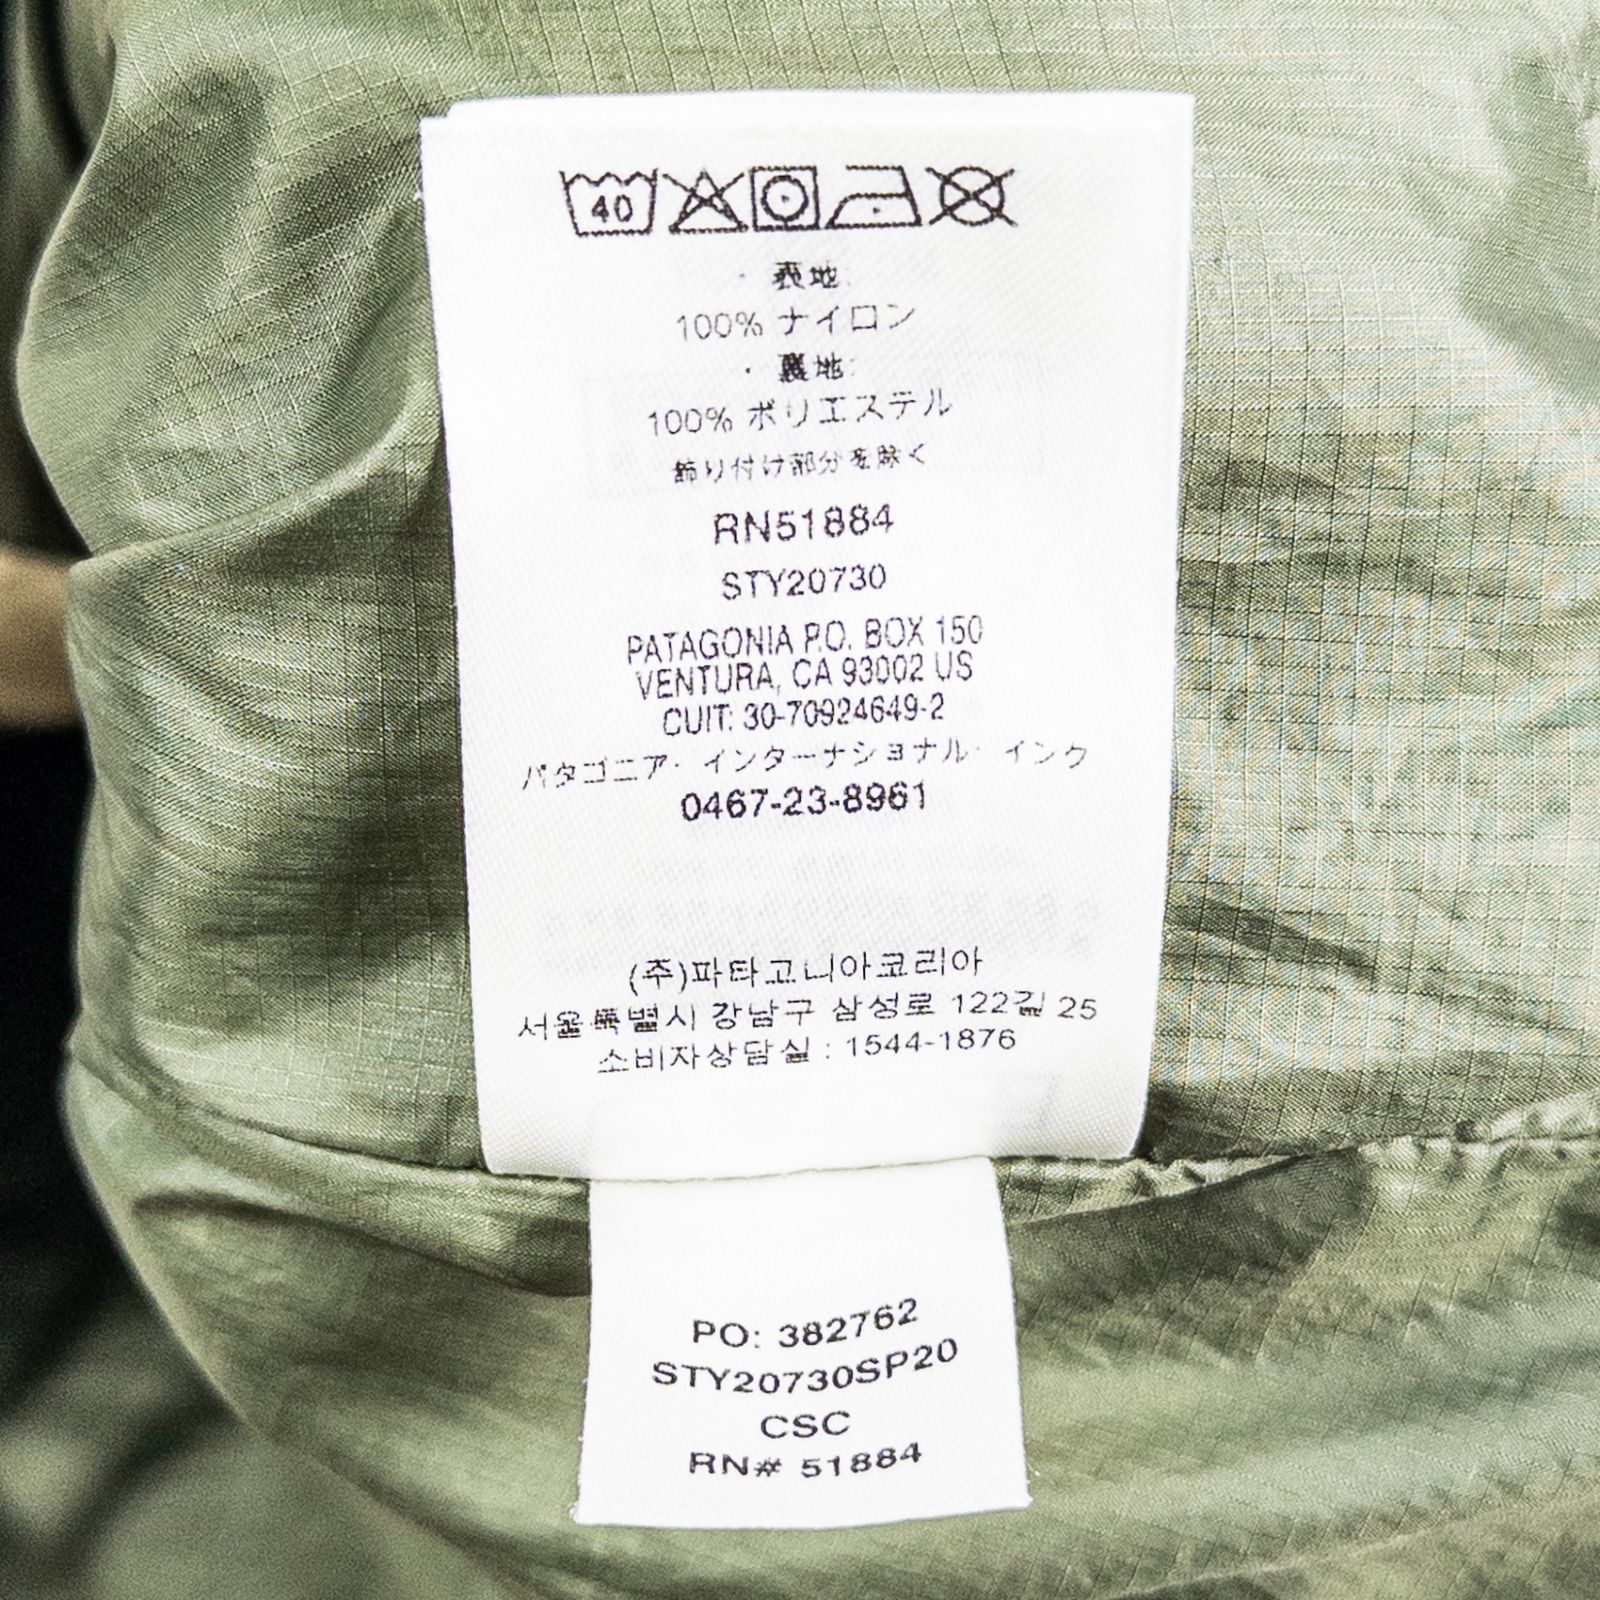 40
・表地:
100% ナイロン
・裏地:
100% ポリエステル
飾り付け部分を除く
RN51884
STY20730
PATAGONIA P.O. BOX 150
VENTURA, CA 93002 US
CUIT: 30-70924649-2
パタゴニア・インターナショナル・インク
0467-23-8961
(주)파타고니아코리아
서울특별시 강남구 삼성로 122길 25
소비자상담실 : 1544-1876
PO: 382762
STY20730SP20
CSC
RN# 51884